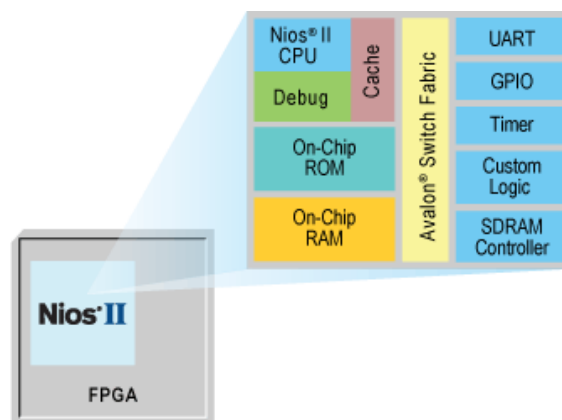 Nios® II
CPU
Debug
Cache
On-Chip
ROM
On-Chip
RAM
Avalon® Switch Fabric
UART
GPIO
Timer
Custom
Logic
SDRAM
Controller
Nios® II
FPGA